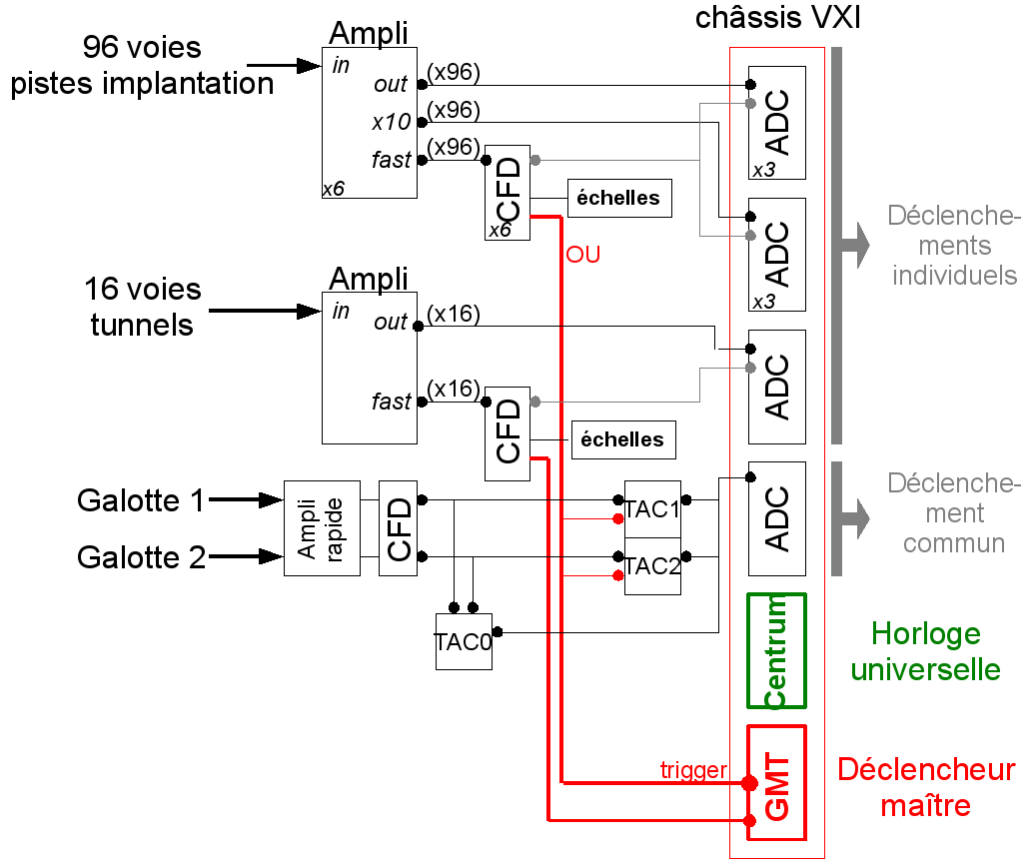 châssis VXI
96 voies
pistes implantation
Ampli
in
out
(x96)
x10
(x96)
fast
(x96)
x6
CFD
x6
échelles
OU
ADC
x3
ADC
x3
Déclenche-
ments
individuels
16 voies
tunnels
Ampli
in
out
(x16)
fast
(x16)
CFD
échelles
ADC
Galotte 1
Galotte 2
Ampli
rapide
CFD
TAC1
TAC2
TAC0
ADC
Déclenche-
ment
commun
Centrum
Horloge
universelle
trigger
GMT
Déclencheur
maître